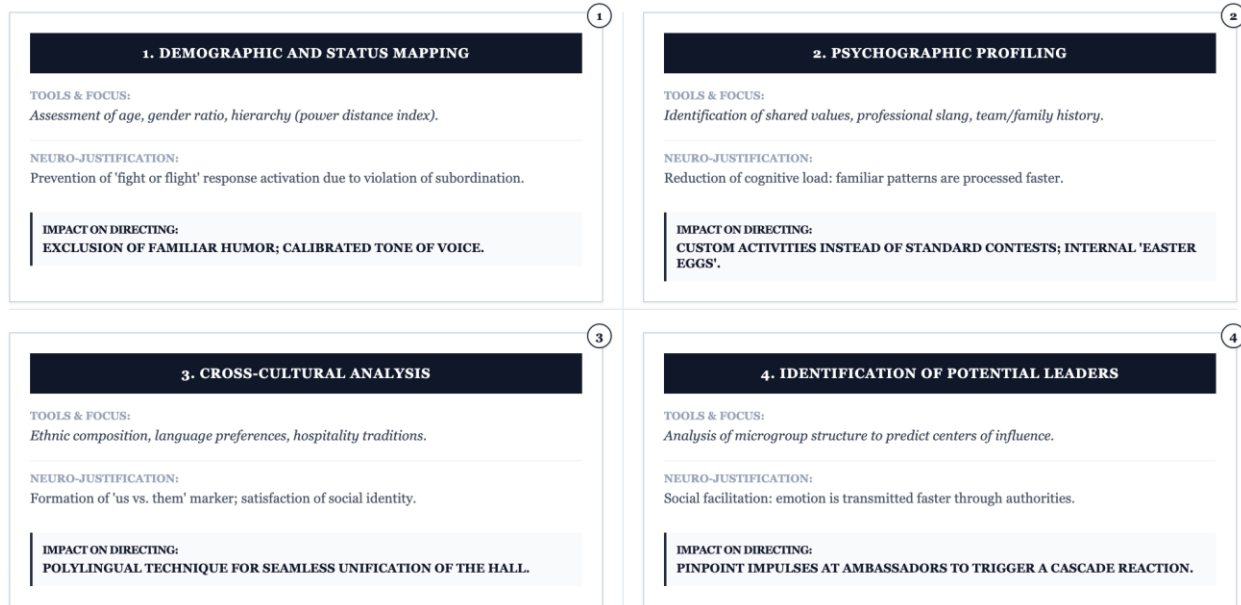 1
1. DEMOGRAPHIC AND STATUS MAPPING
TOOLS & FOCUS:
Assessment of age, gender ratio, hierarchy (power distance index).
NEURO-JUSTIFICATION:
Prevention of 'fight or flight' response activation due to violation of subordination.
IMPACT ON DIRECTING:
EXCLUSION OF FAMILIAR HUMOR; CALIBRATED TONE OF VOICE.
2
2. PSYCHOGRAPHIC PROFILING
TOOLS & FOCUS:
Identification of shared values, professional slang, team/family history.
NEURO-JUSTIFICATION:
Reduction of cognitive load: familiar patterns are processed faster.
IMPACT ON DIRECTING:
CUSTOM ACTIVITIES INSTEAD OF STANDARD CONTESTS; INTERNAL 'EASTER
EGGS'.
3
3. CROSS-CULTURAL ANALYSIS
TOOLS & FOCUS:
Ethnic composition, language preferences, hospitality traditions.
NEURO-JUSTIFICATION:
Formation of 'us vs. them' marker; satisfaction of social identity.
IMPACT ON DIRECTING:
POLYLINGUAL TECHNIQUE FOR SEAMLESS UNIFICATION OF THE HALL.
4
4. IDENTIFICATION OF POTENTIAL LEADERS
TOOLS & FOCUS:
Analysis of microgroup structure to predict centers of influence.
NEURO-JUSTIFICATION:
Social facilitation: emotion is transmitted faster through authorities.
IMPACT ON DIRECTING:
PINPOINT IMPULSES AT AMBASSADORS TO TRIGGER A CASCADE REACTION.